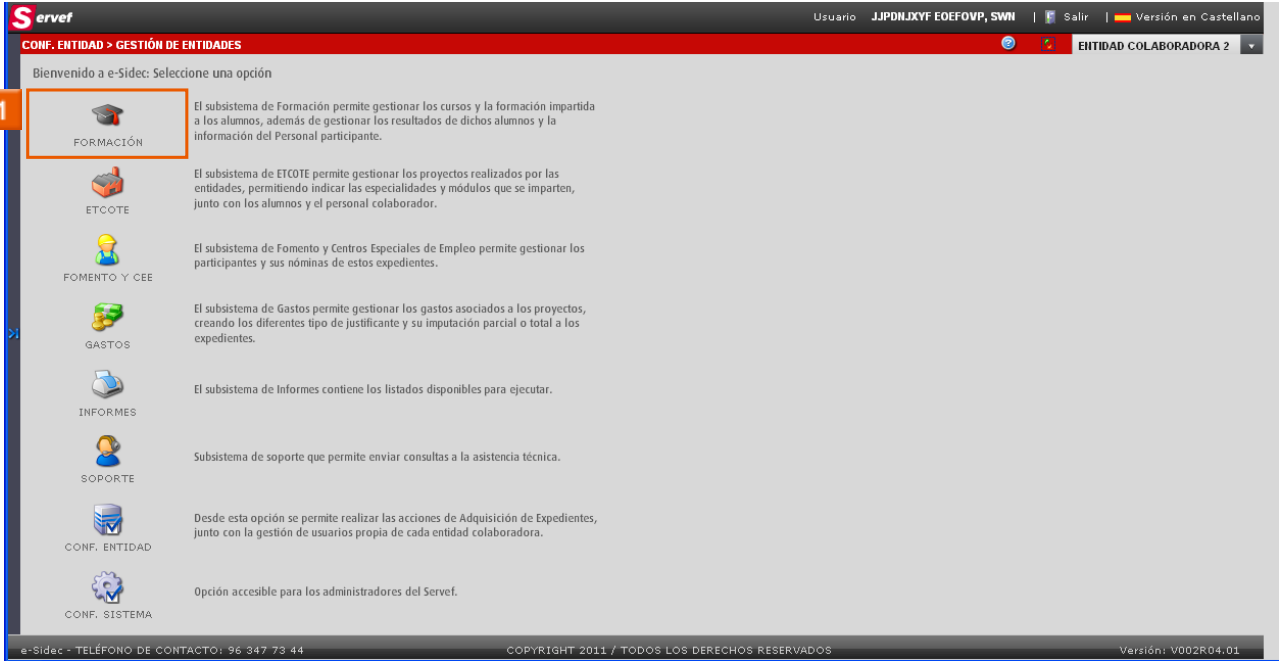 Servef
Usuario JJPDNJXYF EOEFOVP, SWN | Salir | Versión en Castellano
CONF. ENTIDAD > GESTIÓN DE ENTIDADES
ENTIDAD COLABORADORA 2
Bienvenido a e-Sidec: Seleccione una opción
1
FORMACIÓN
El subsistema de Formación permite gestionar los cursos y la formación impartida
a los alumnos, además de gestionar los resultados de dichos alumnos y la
información del Personal participante.
ETCOTE
El subsistema de ETCOTE permite gestionar los proyectos realizados por las
entidades, permitiendo indicar las especialidades y módulos que se imparten,
junto con los alumnos y el personal colaborador.
FOMENTO Y CEE
El subsistema de Fomento y Centros Especiales de Empleo permite gestionar los
participantes y sus nóminas de estos expedientes.
GASTOS
El subsistema de Gastos permite gestionar los gastos asociados a los proyectos,
creando los diferentes tipo de justificante y su imputación parcial o total a los
expedientes.
INFORMES
El subsistema de Informes contiene los listados disponibles para ejecutar.
SOPORTE
Subsistema de soporte que permite enviar consultas a la asistencia técnica.
CONF. ENTIDAD
Desde esta opción se permite realizar las acciones de Adquisición de Expedientes,
junto con la gestión de usuarios propia de cada entidad colaboradora.
CONF. SISTEMA
Opción accesible para los administradores del Servef.
e-Sidec - TELÉFONO DE CONTACTO: 96 347 73 44
COPYRIGHT 2011 / TODOS LOS DERECHOS RESERVADOS
Versión: V002R04.01